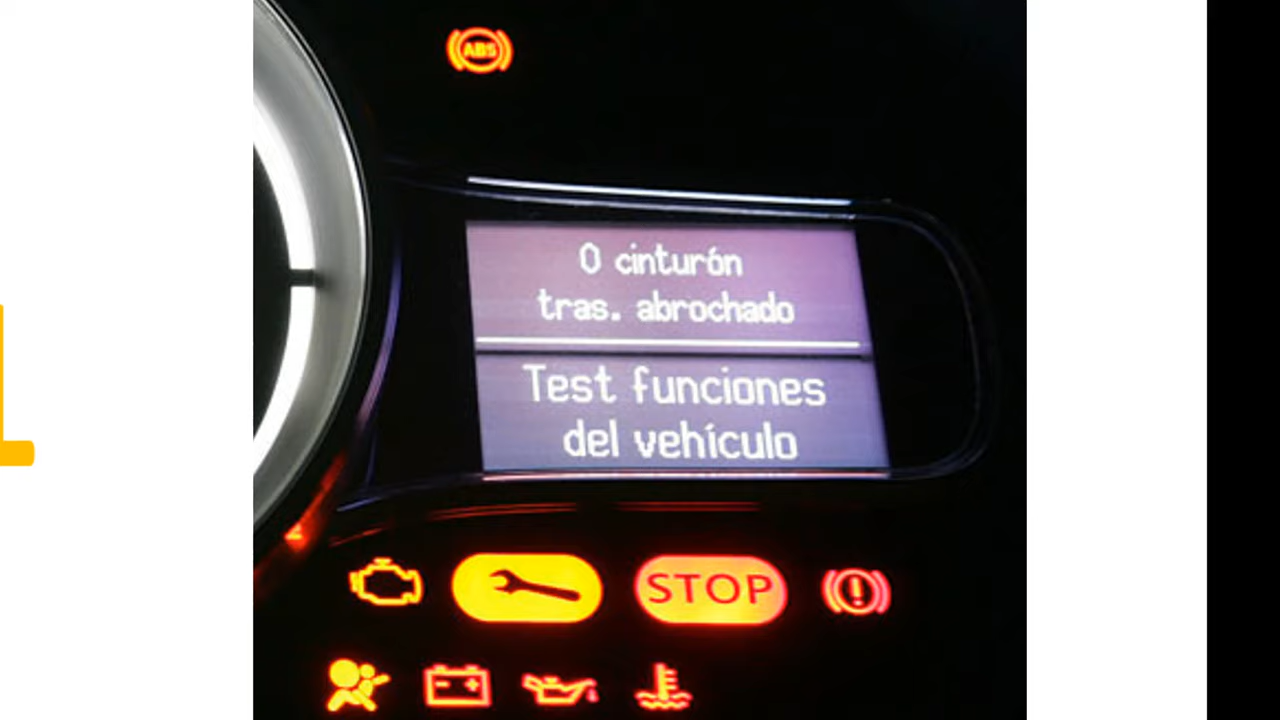 ABS
0 cinturón
tras. abrochado
Test funciones
del vehículo
STOP